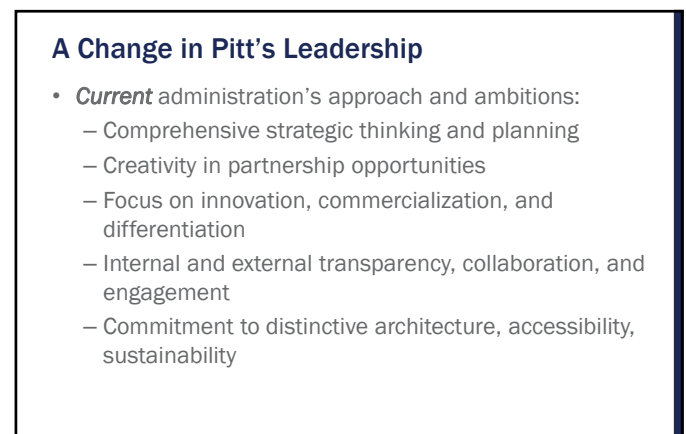 A Change in Pitt’s Leadership
• Current administration’s approach and ambitions:
– Comprehensive strategic thinking and planning
– Creativity in partnership opportunities
– Focus on innovation, commercialization, and
differentiation
– Internal and external transparency, collaboration, and
engagement
– Commitment to distinctive architecture, accessibility,
sustainability